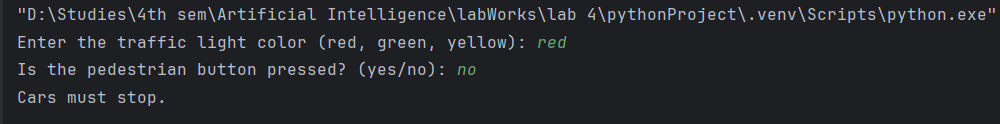 "D:\Studies\4th sem\Artificial Intelligence\labWorks\lab 4\pythonProject\.venv\Scripts\python.exe"
Enter the traffic light color (red, green, yellow): red
Is the pedestrian button pressed? (yes/no): no
Cars must stop.